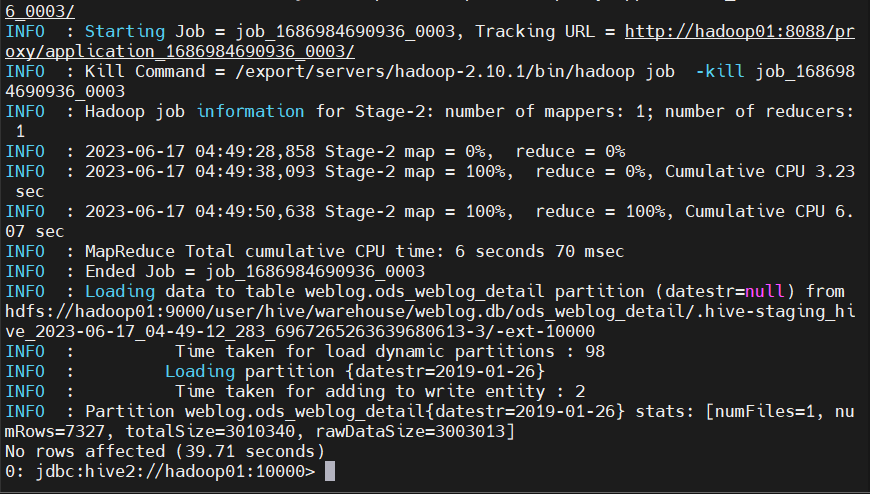 6_0003/
INFO  : Starting Job = job_1686984690936_0003, Tracking URL = http://hadoop01:8088/pr
oxy/application_1686984690936_0003/
INFO  : Kill Command = /export/servers/hadoop-2.10.1/bin/hadoop job  -kill job_168698
4690936_0003
INFO  : Hadoop job information for Stage-2: number of mappers: 1; number of reducers:
 1
INFO  : 2023-06-17 04:49:28,858 Stage-2 map = 0%,  reduce = 0%
INFO  : 2023-06-17 04:49:38,093 Stage-2 map = 100%,  reduce = 0%, Cumulative CPU 3.23
 sec
INFO  : 2023-06-17 04:49:50,638 Stage-2 map = 100%,  reduce = 100%, Cumulative CPU 6.
07 sec
INFO  : MapReduce Total cumulative CPU time: 6 seconds 70 msec
INFO  : Ended Job = job_1686984690936_0003
INFO  : Loading data to table weblog.ods_weblog_detail partition (datestr=null) from
hdfs://hadoop01:9000/user/hive/warehouse/weblog.db/ods_weblog_detail/.hive-staging_hi
ve_2023-06-17_04-49-12_283_6967265263639680613-3/-ext-10000
INFO  :          Time taken for load dynamic partitions : 98
INFO  :         Loading partition {datestr=2019-01-26}
INFO  :          Time taken for adding to write entity : 2
INFO  : Partition weblog.ods_weblog_detail{datestr=2019-01-26} stats: [numFiles=1, nu
mRows=7327, totalSize=3010340, rawDataSize=3003013]
No rows affected (39.71 seconds)
0: jdbc:hive2://hadoop01:10000>